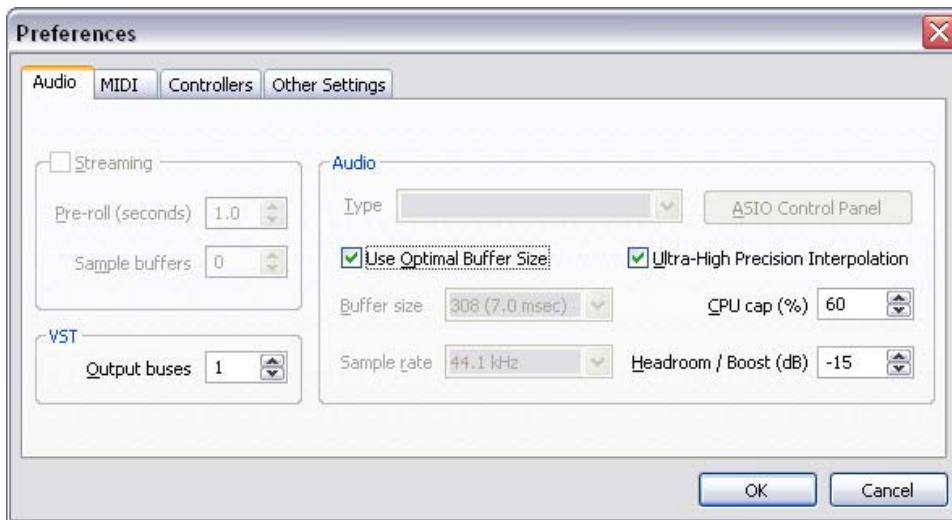 Preferences
Audio MIDI Controllers Other Settings
Streaming
Pre-roll (seconds) 1.0
Sample buffers 0
VST
Output buses 1
Audio
Type ASIO Control Panel
Use Optimal Buffer Size Ultra-High Precision Interpolation
Buffer size 308 (7.0 msec) CPU cap (%) 60
Sample rate 44.1 kHz Headroom / Boost (dB) -15
OK Cancel